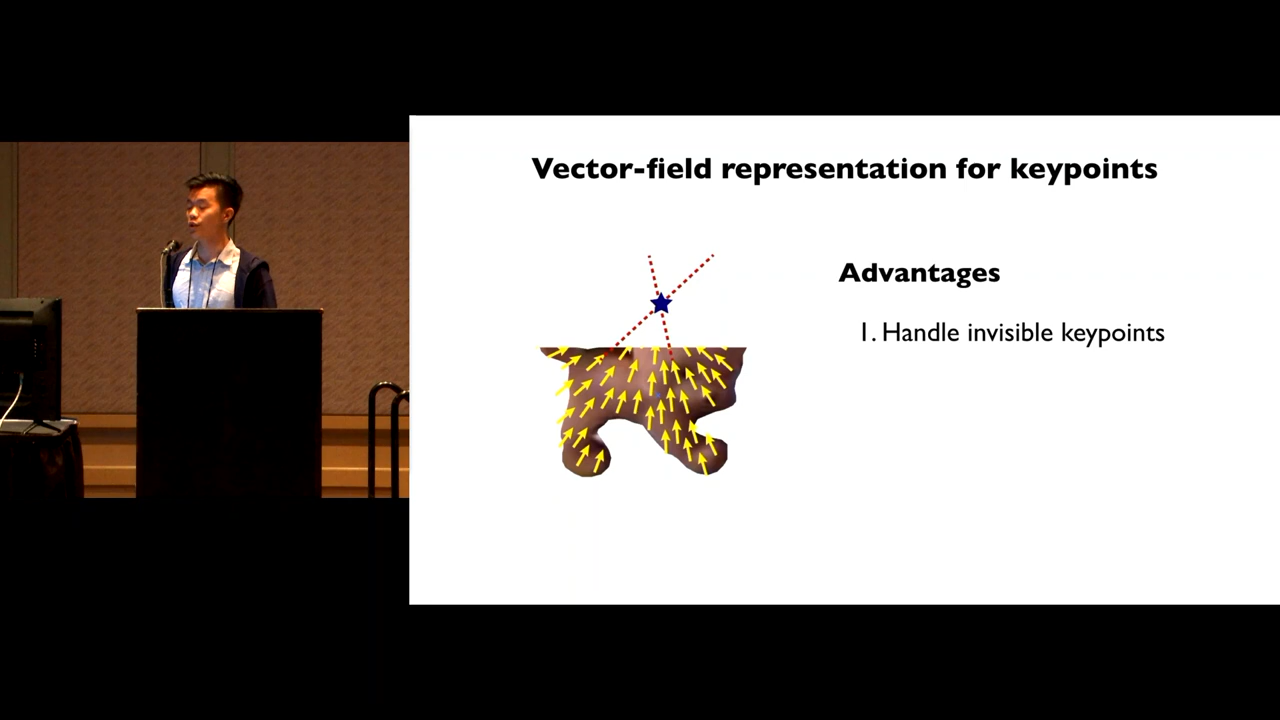 Vector-field representation for keypoints
Advantages
1. Handle invisible keypoints